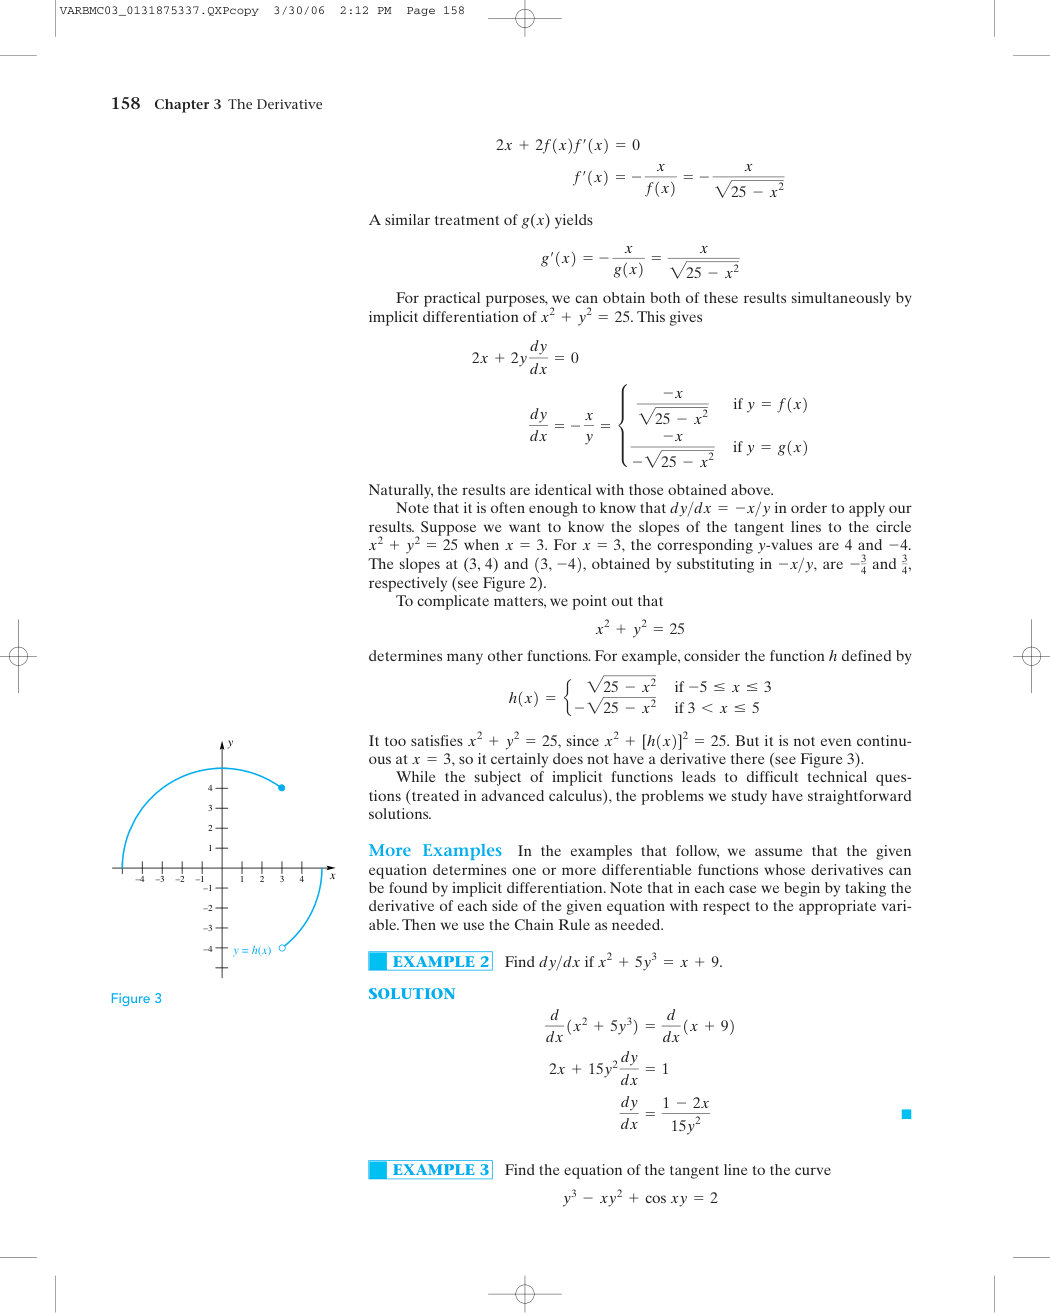 VARBMC03_0131875337.QXPcopy 3/30/06 2:12 PM Page 158
158 Chapter 3 The Derivative
2x + 2f(x)f′(x) = 0
f′(x) = −x/f(x) = −x/√(25 − x²)
A similar treatment of g(x) yields
g′(x) = −x/g(x) = x/√(25 − x²)
For practical purposes, we can obtain both of these results simultaneously by
implicit differentiation of x² + y² = 25. This gives
2x + 2y dy/dx = 0
dy/dx = −x/y = { −x/√(25 − x²) if y = f(x)
−x/−√(25 − x²) if y = g(x)
Naturally, the results are identical with those obtained above.
Note that it is often enough to know that dy/dx = −x/y in order to apply our
results. Suppose we want to know the slopes of the tangent lines to the circle
x² + y² = 25 when x = 3. For x = 3, the corresponding y-values are 4 and −4.
The slopes at (3, 4) and (3, −4), obtained by substituting in −x/y, are −3/4 and 3/4,
respectively (see Figure 2).
To complicate matters, we point out that
x² + y² = 25
determines many other functions. For example, consider the function h defined by
h(x) = { √(25 − x²) if −5 ≤ x ≤ 3
−√(25 − x²) if 3 < x ≤ 5
It too satisfies x² + y² = 25, since x² + [h(x)]² = 25. But it is not even continu-
ous at x = 3, so it certainly does not have a derivative there (see Figure 3).
While the subject of implicit functions leads to difficult technical ques-
tions (treated in advanced calculus), the problems we study have straightforward
solutions.
y
4
3
2
1
−4 −3 −2 −1 1 2 3 4 x
−1
−2
−3
−4 y = h(x)
Figure 3
More Examples In the examples that follow, we assume that the given
equation determines one or more differentiable functions whose derivatives can
be found by implicit differentiation. Note that in each case we begin by taking the
derivative of each side of the given equation with respect to the appropriate vari-
able. Then we use the Chain Rule as needed.
EXAMPLE 2 Find dy/dx if x² + 5y³ = x + 9.
SOLUTION
d/dx (x² + 5y³) = d/dx (x + 9)
2x + 15y² dy/dx = 1
dy/dx = (1 − 2x)/15y²
EXAMPLE 3 Find the equation of the tangent line to the curve
y³ − xy² + cos xy = 2